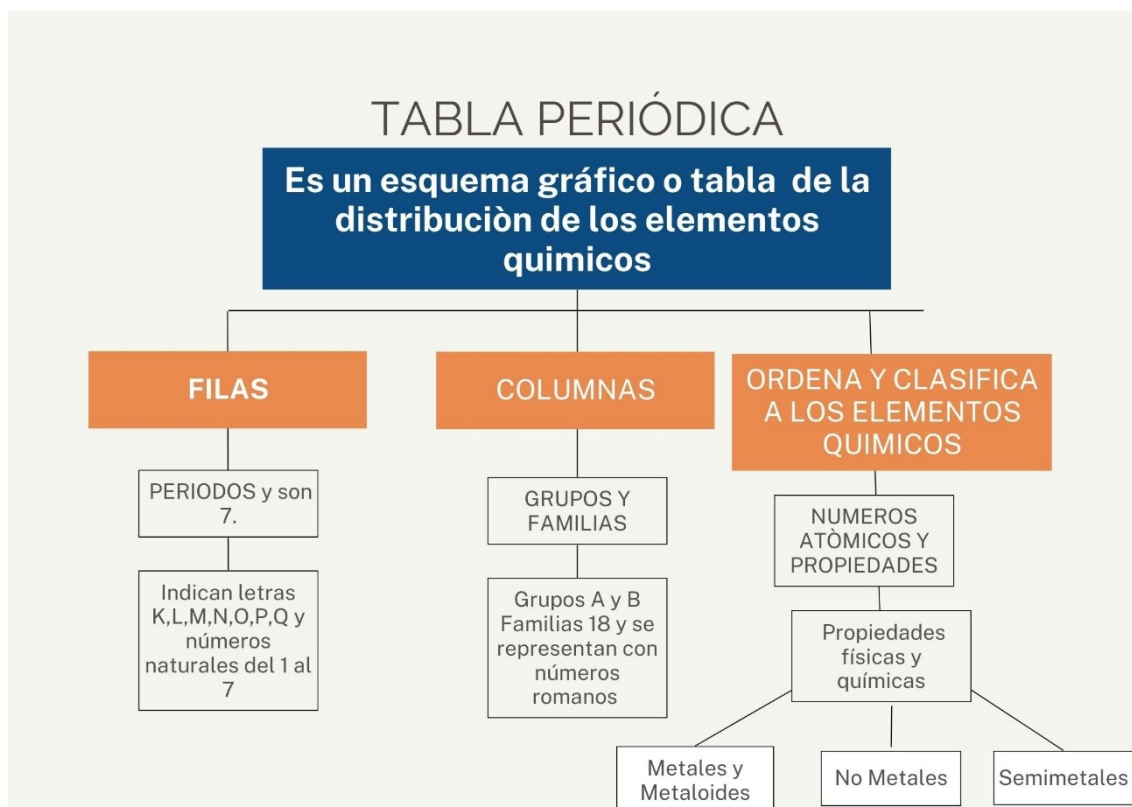 TABLA PERIÓDICA
Es un esquema gráfico o tabla de la
distribuciòn de los elementos
quimicos
FILAS
COLUMNAS
ORDENA Y CLASIFICA
A LOS ELEMENTOS
QUIMICOS
PERIODOS y son
7.
GRUPOS Y
FAMILIAS
NUMEROS
ATÒMICOS Y
PROPIEDADES
Indican letras
K,L,M,N,O,P,Q y
números
naturales del 1 al
7
Grupos A y B
Familias 18 y se
representan con
números
romanos
Propiedades
físicas y
químicas
Metales y
Metaloides
No Metales
Semimetales